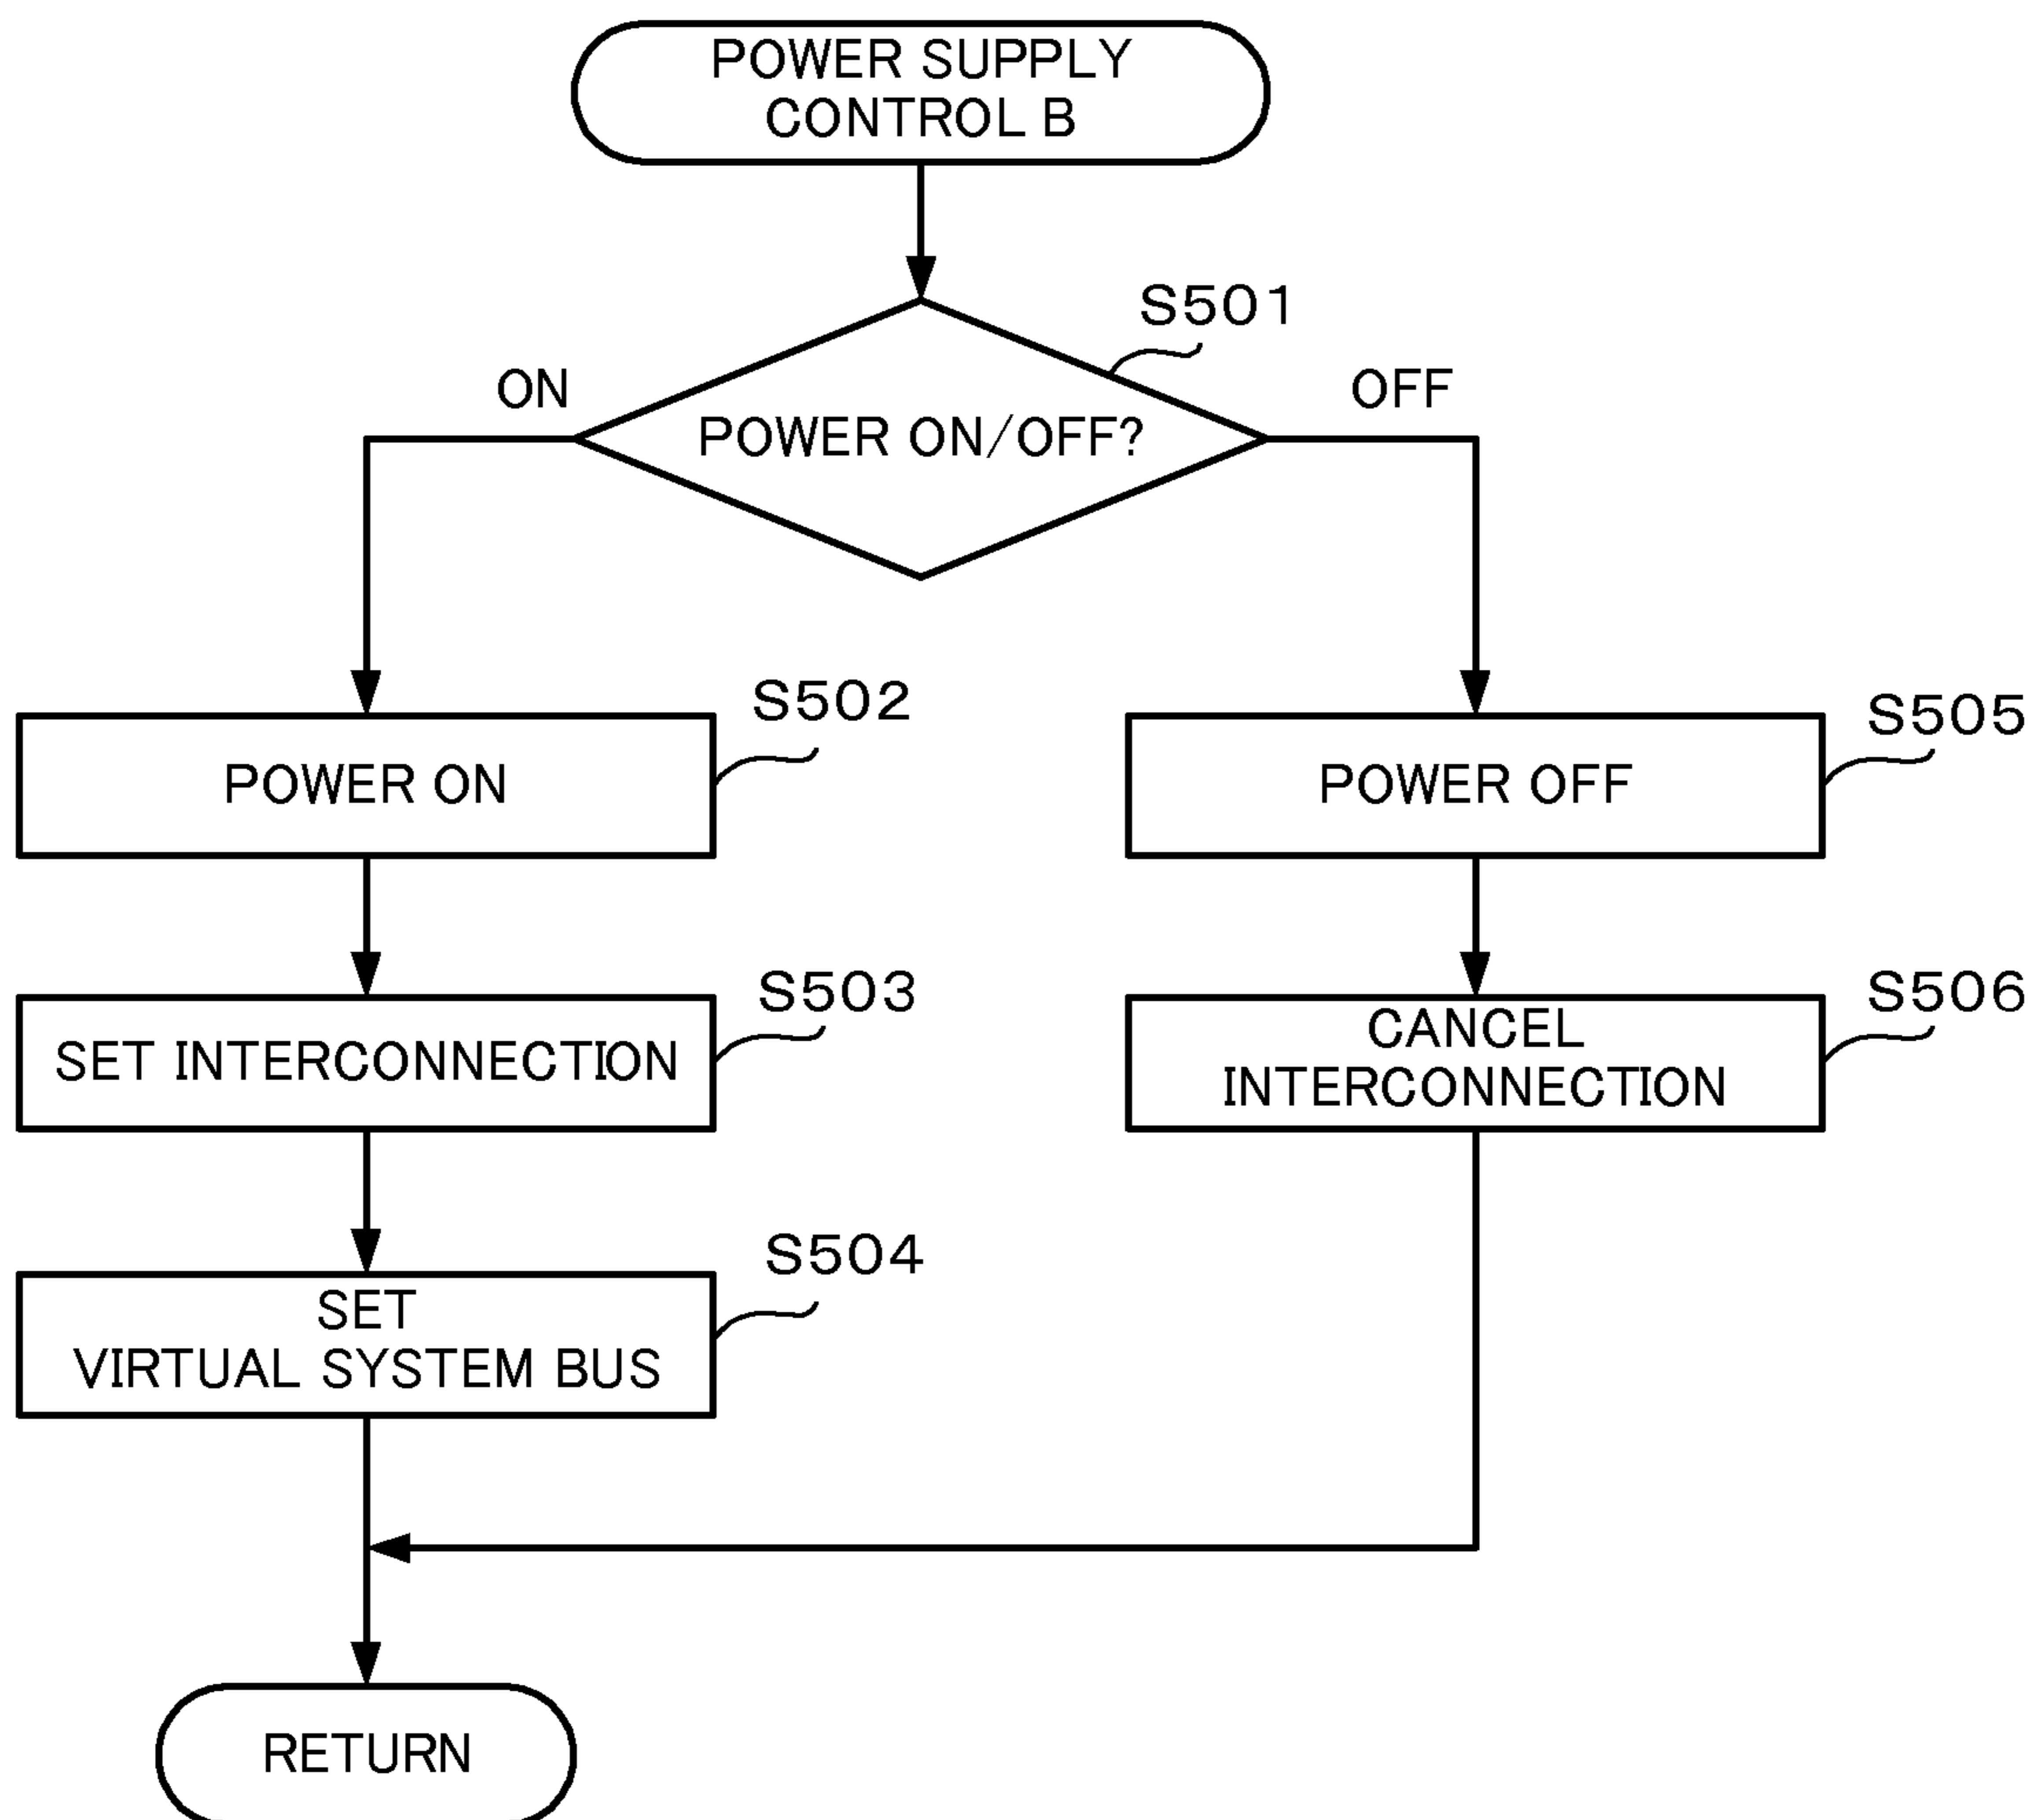 POWER SUPPLY
CONTROL B
S501
ON
OFF
POWER ON/OFF?
S502
S505
POWER ON
POWER OFF
S503
S506
SET INTERCONNECTION
CANCEL
INTERCONNECTION
S504
SET
VIRTUAL SYSTEM BUS
RETURN